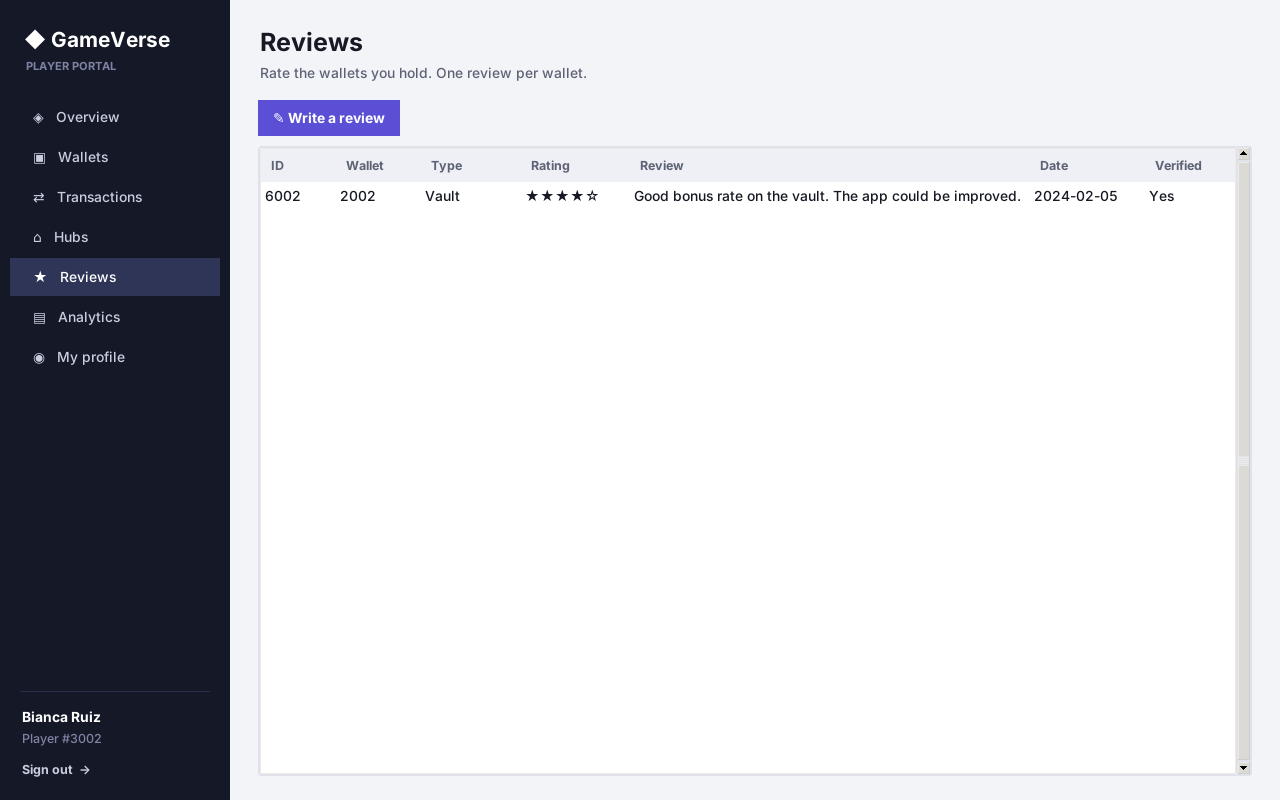 ◆ GameVerse
PLAYER PORTAL
◈ Overview
▣ Wallets
⇄ Transactions
⌂ Hubs
★ Reviews
▤ Analytics
◉ My profile
Bianca Ruiz
Player #3002
Sign out →
Reviews
Rate the wallets you hold. One review per wallet.
✎ Write a review
ID Wallet Type Rating Review Date Verified
6002 2002 Vault ★★★★☆ Good bonus rate on the vault. The app could be improved. 2024-02-05 Yes